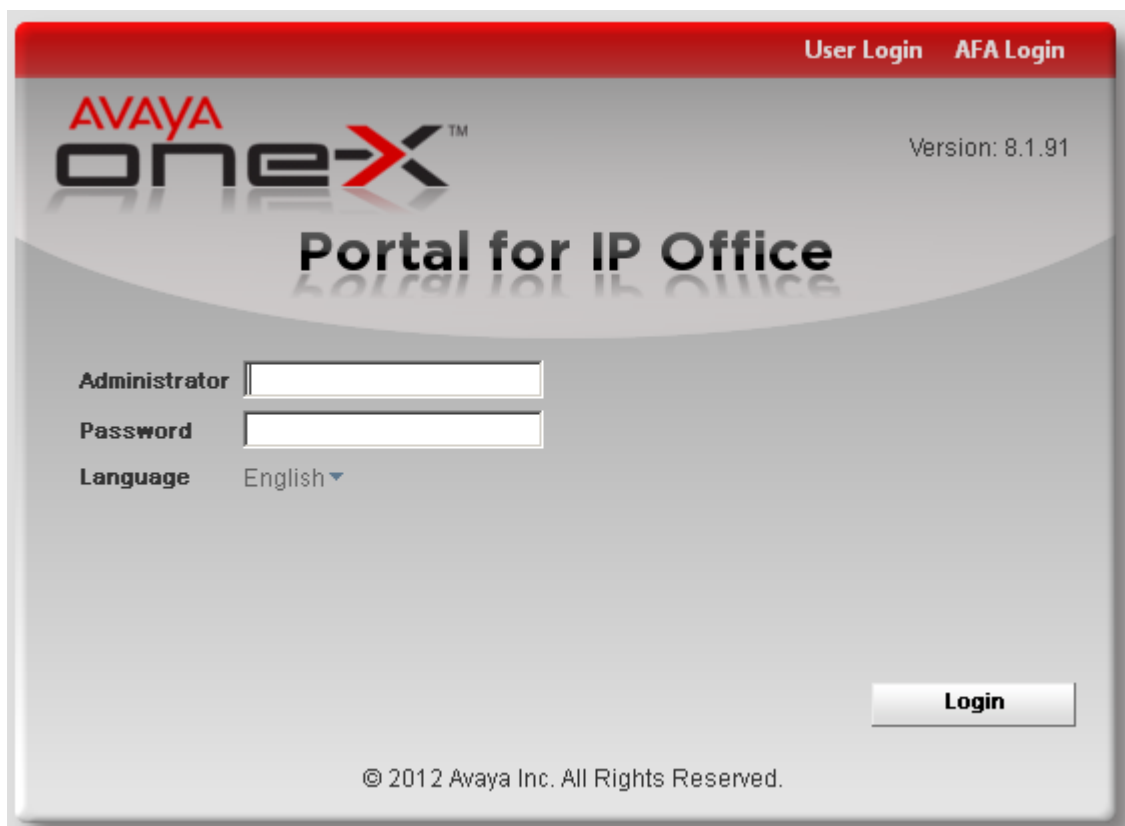 User Login AFA Login
AVAYA
one-X™
Version: 8.1.91
Portal for IP Office
Administrator
Password
Language English
Login
© 2012 Avaya Inc. All Rights Reserved.